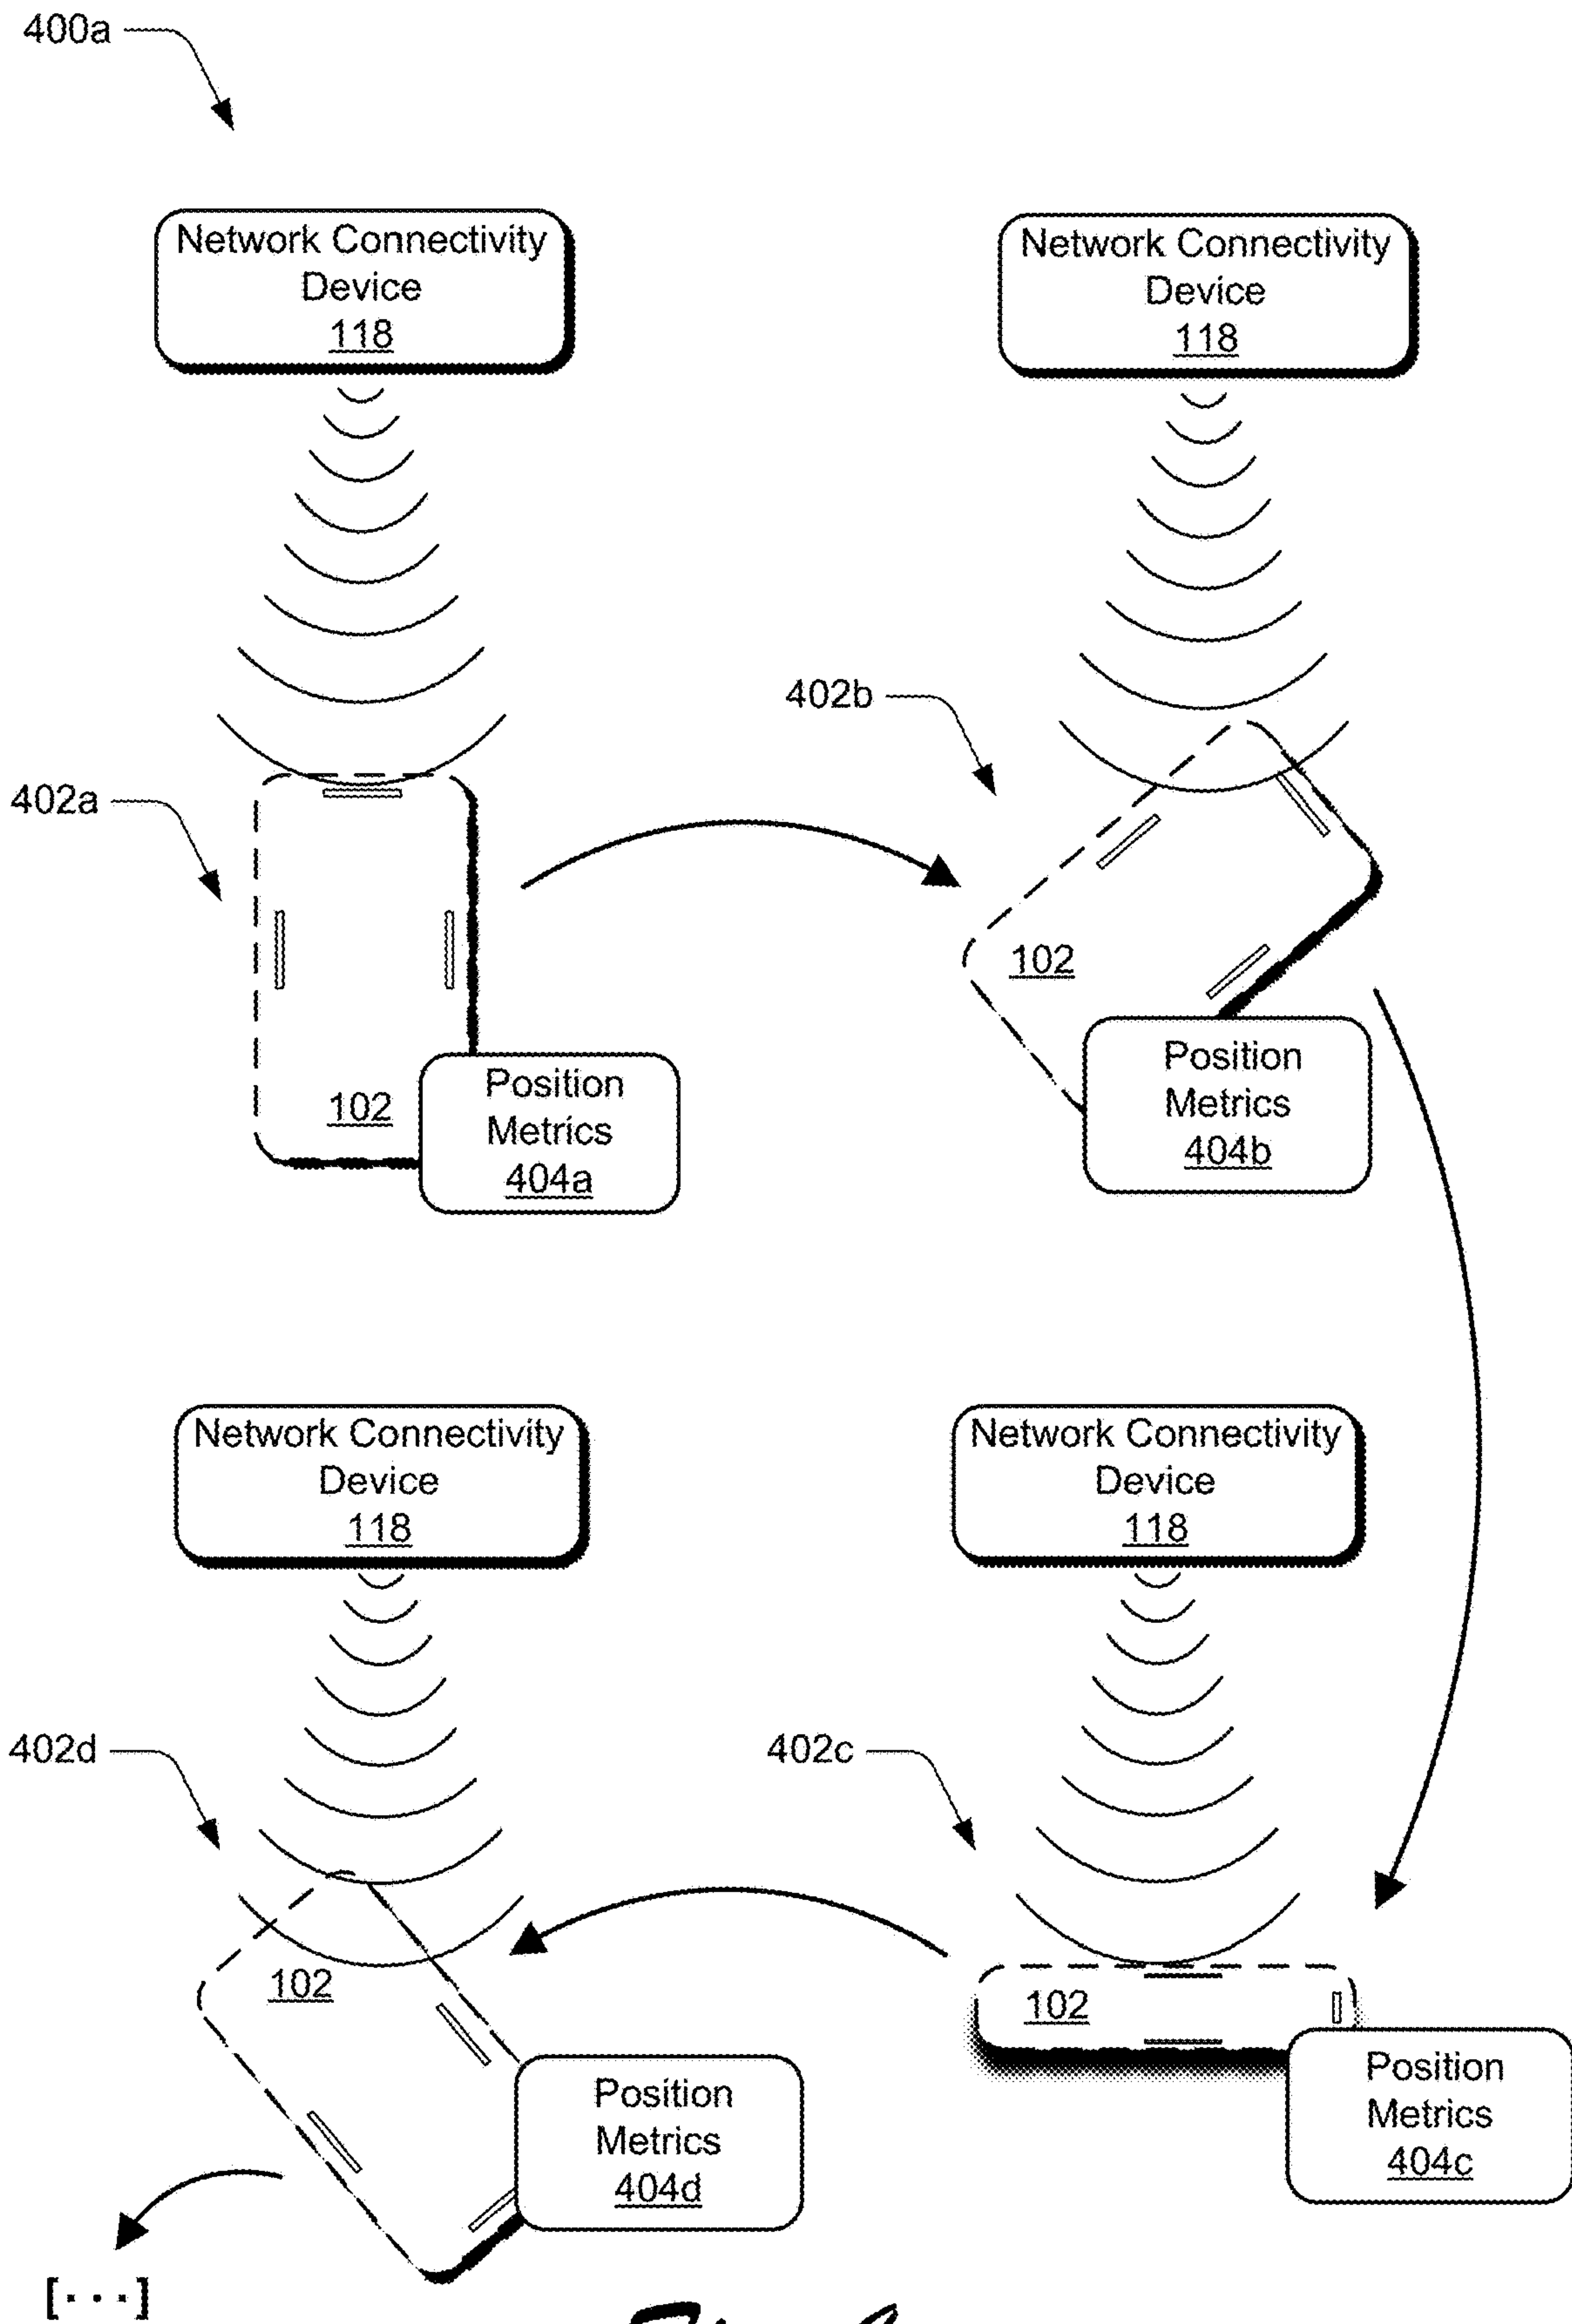 400a
Network Connectivity
Device
118
Network Connectivity
Device
118
402b
402a
102
102
Position
Metrics
404a
Position
Metrics
404b
Network Connectivity
Device
118
Network Connectivity
Device
118
402d
402c
102
102
Position
Metrics
404d
Position
Metrics
404c
[...]